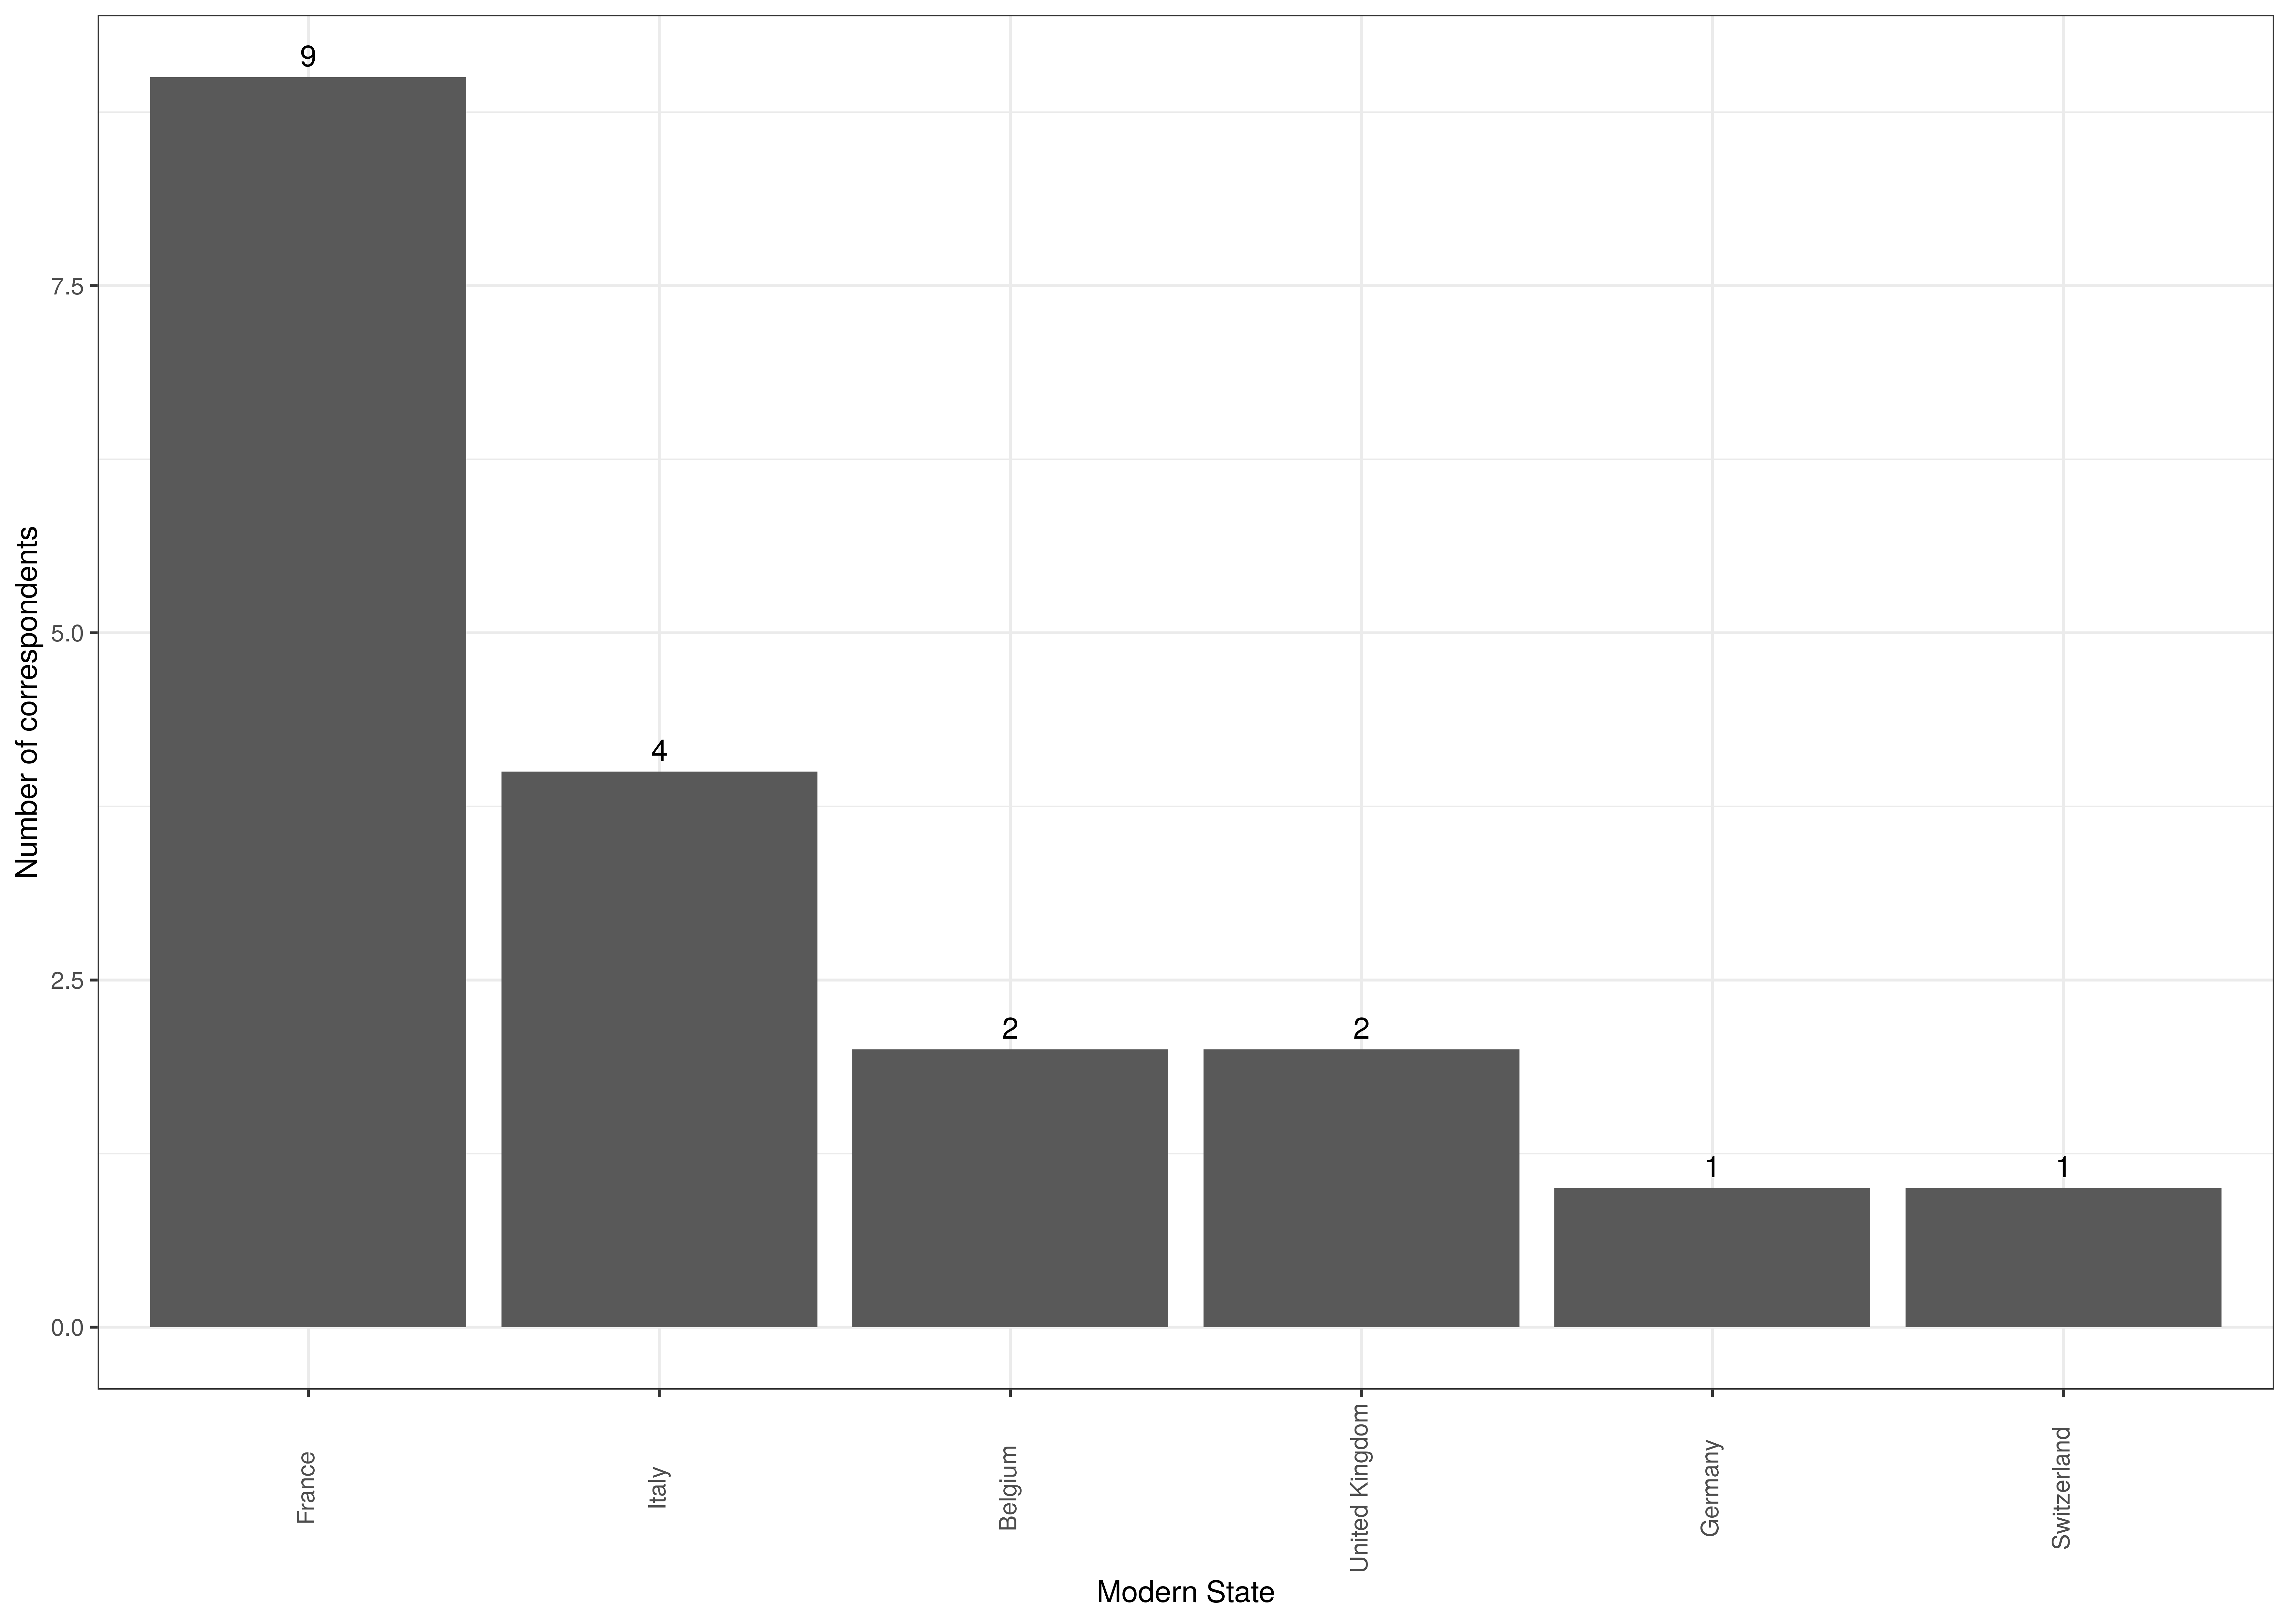 Number of correspondents
7.5
5.0
2.5
0.0
9
4
2
2
1
1
France
Italy
Belgium
United Kingdom
Germany
Switzerland
Modern State